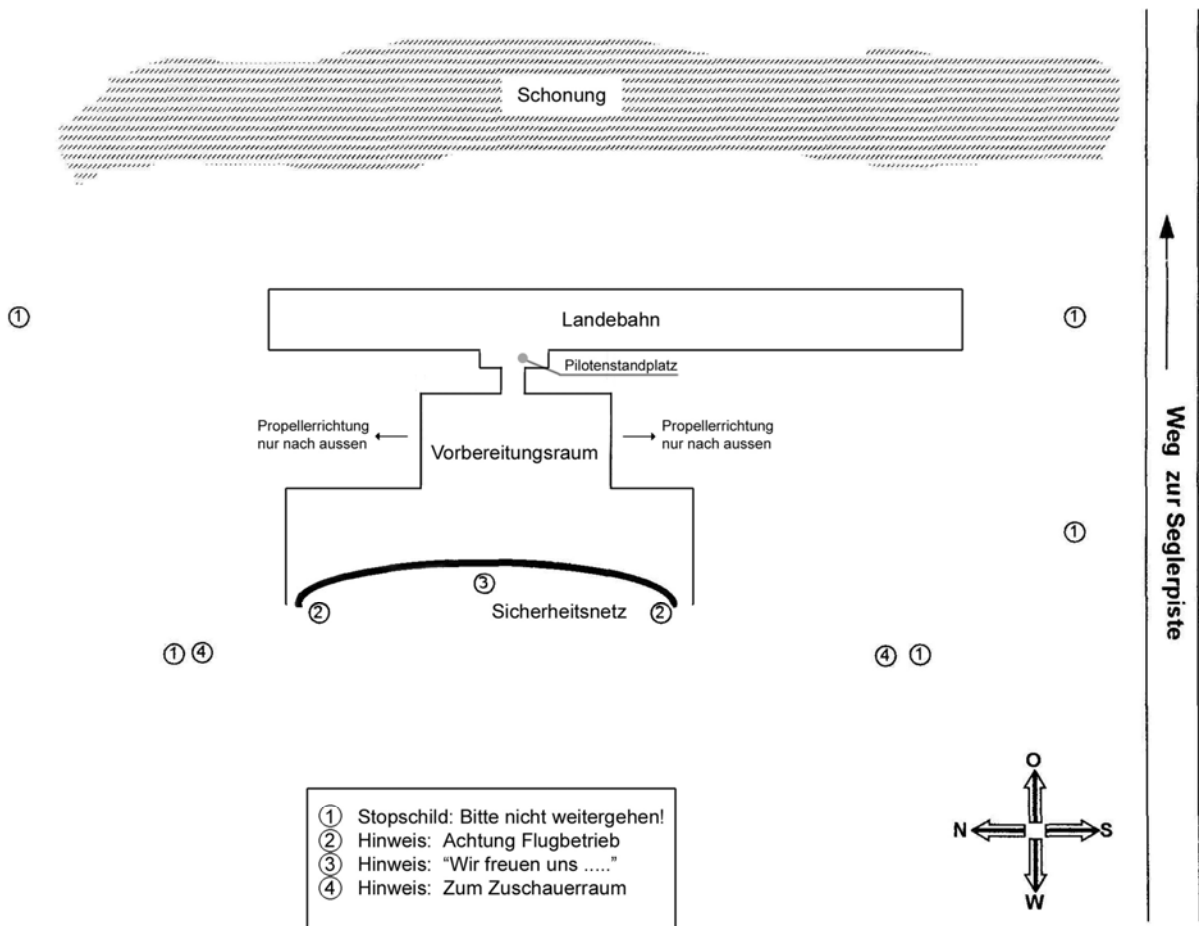 Schonung
①
Landebahn
①
Pilotenstandplatz
Propellerrichtung
nur nach aussen
Propellerrichtung
nur nach aussen
Vorbereitungsraum
Weg zur Seglerpiste
①
③
②
Sicherheitsnetz
②
① ④
④ ①
O
N
S
W
① Stopschild: Bitte nicht weitergehen!
② Hinweis: Achtung Flugbetrieb
③ Hinweis: “Wir freuen uns .....”
④ Hinweis: Zum Zuschauerraum